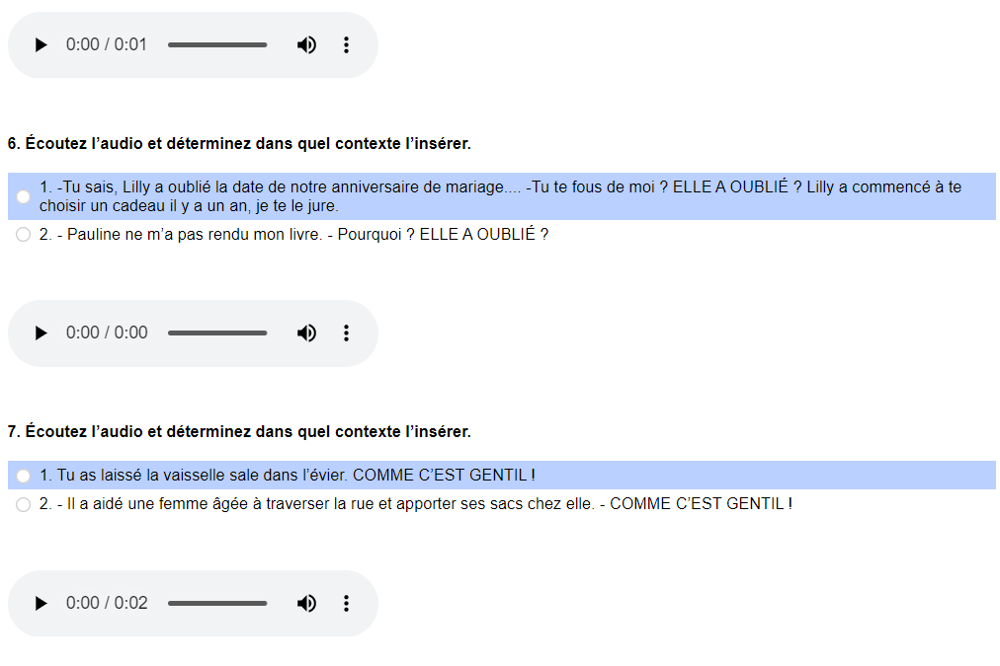 0:00 / 0:01
6. Écoutez l’audio et déterminez dans quel contexte l’insérer.
1. -Tu sais, Lilly a oublié la date de notre anniversaire de mariage.... -Tu te fous de moi ? ELLE A OUBLIÉ ? Lilly a commencé à te
choisir un cadeau il y a un an, je te le jure.
2. - Pauline ne m’a pas rendu mon livre. - Pourquoi ? ELLE A OUBLIÉ ?
0:00 / 0:00
7. Écoutez l’audio et déterminez dans quel contexte l’insérer.
1. Tu as laissé la vaisselle sale dans l’évier. COMME C’EST GENTIL !
2. - Il a aidé une femme âgée à traverser la rue et apporter ses sacs chez elle. - COMME C’EST GENTIL !
0:00 / 0:02